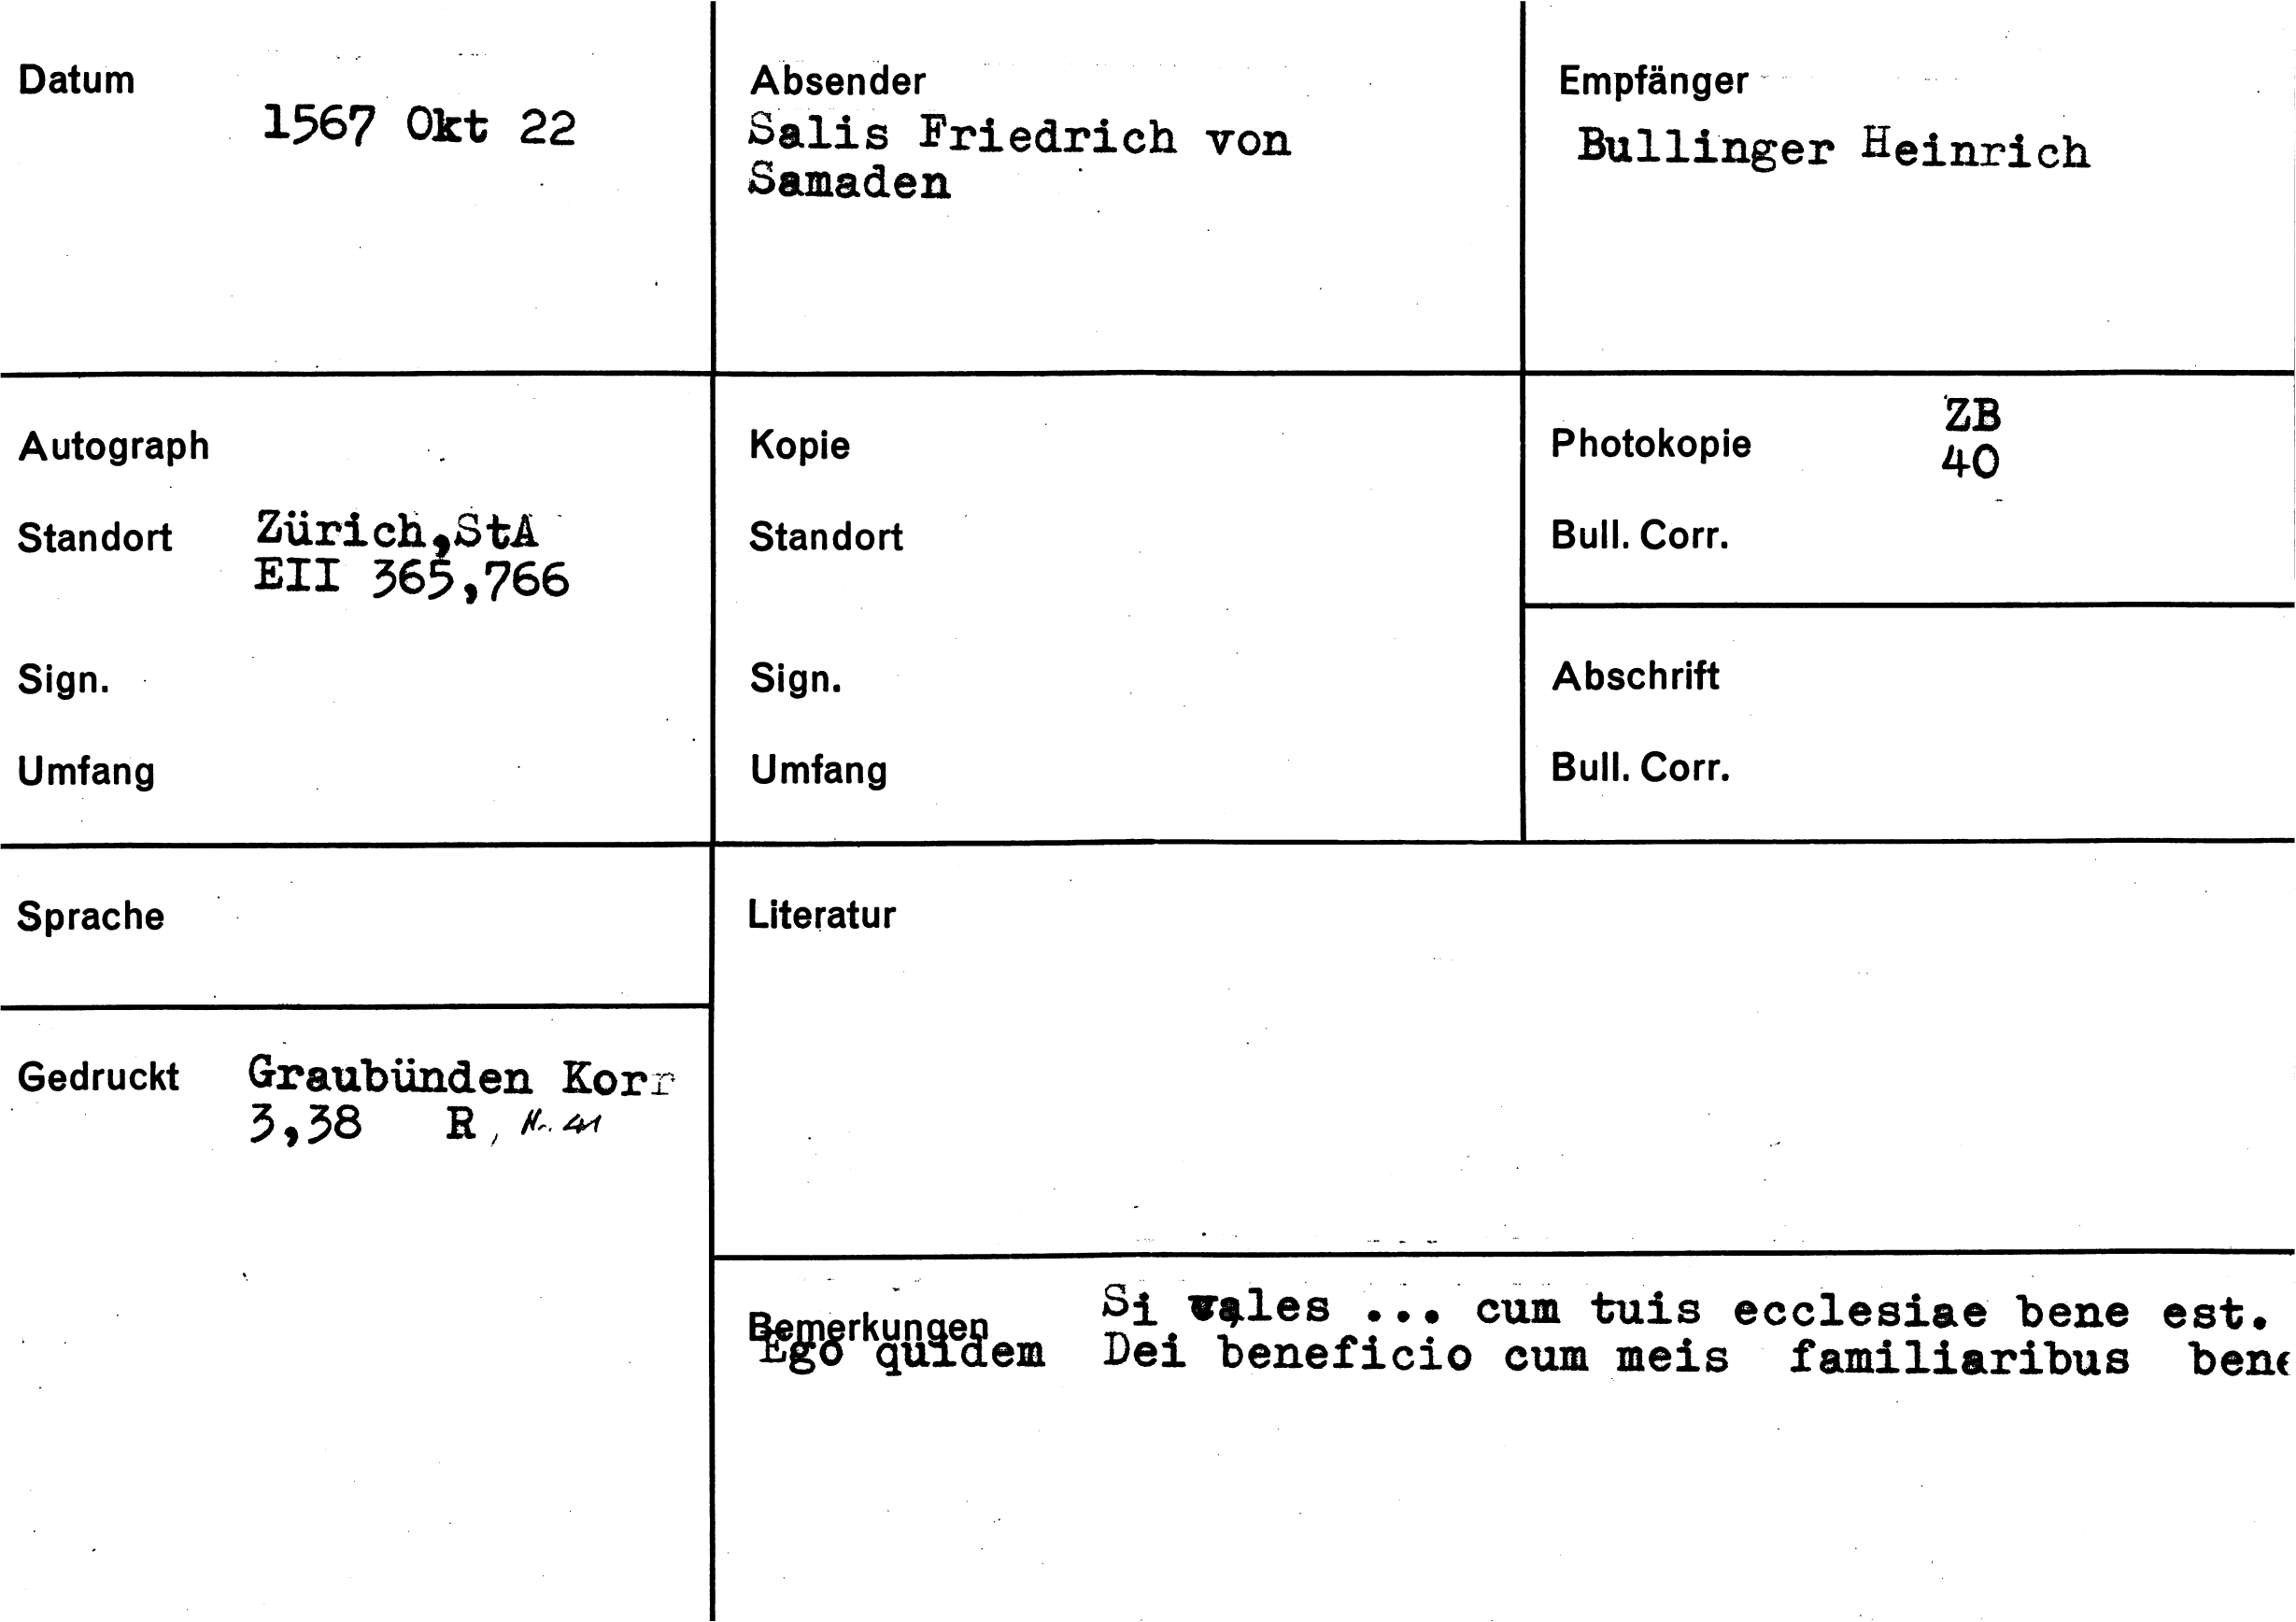 Datum
1567 Okt 22
Absender
Salis Friedrich von
Samaden
Empfänger
Bullinger Heinrich
Autograph
Standort Zürich,StA
EII 365,766
Sign.
Umfang
Kopie
Standort
Sign.
Umfang
Photokopie ZB
40
Bull. Corr.
Abschrift
Bull. Corr.
Sprache
Literatur
Gedruckt Graubünden Korr
3,38 R, Nr. 41
Bemerkungen Si vales ... cum tuis ecclesiae bene est.
Ego quidem Dei beneficio cum meis familiaribus bene